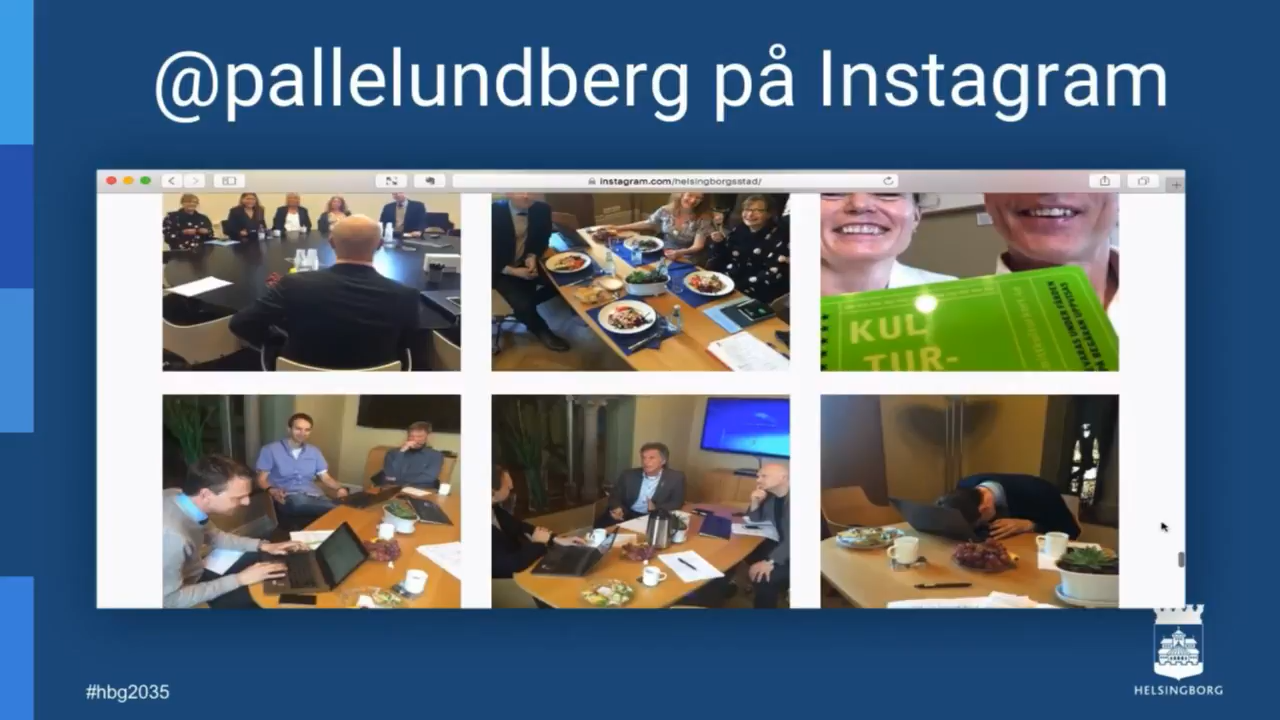 @pallelundberg på Instagram
instagram.com/helsingborgsstad/
KUL
TUR-
#hbg2035
HELSINGBORG